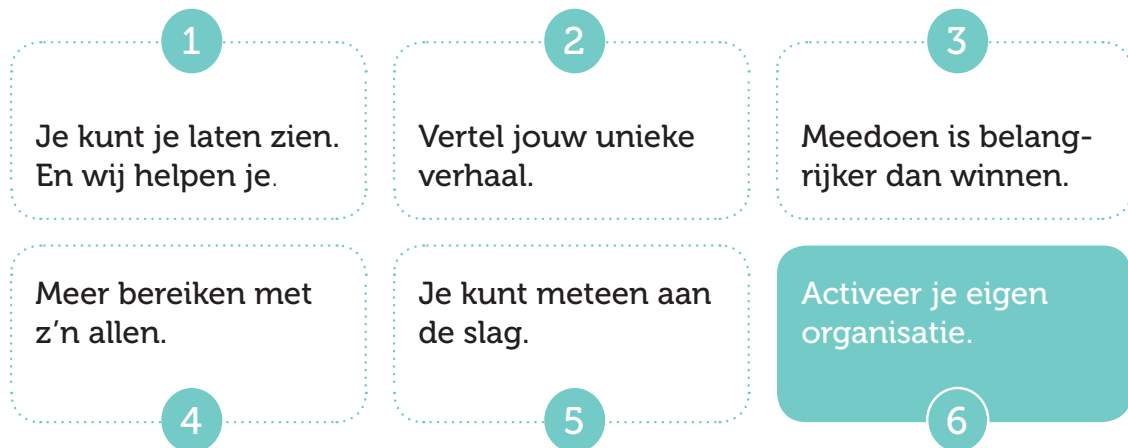 1
Je kunt je laten zien.
En wij helpen je.
2
Vertel jouw unieke
verhaal.
3
Meedoen is belang-
rijker dan winnen.
Meer bereiken met
z'n allen.
4
Je kunt meteen aan
de slag.
5
Activeer je eigen
organisatie.
6